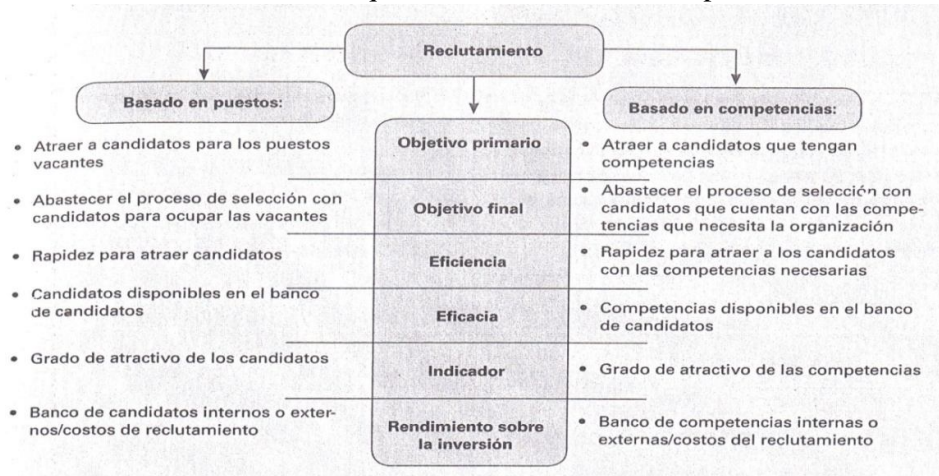 Reclutamiento
Basado en puestos:
Basado en competencias:
• Atraer a candidatos para los puestos
vacantes
Objetivo primario
• Atraer a candidatos que tengan
competencias
• Abastecer el proceso de selección con
candidatos para ocupar las vacantes
Objetivo final
• Abastecer el proceso de selección con
candidatos que cuentan con las compe-
tencias que necesita la organización
• Rapidez para atraer candidatos
Eficiencia
• Rapidez para atraer a los candidatos
con las competencias necesarias
• Candidatos disponibles en el banco
de candidatos
Eficacia
• Competencias disponibles en el banco
de candidatos
• Grado de atractivo de los candidatos
Indicador
• Grado de atractivo de las competencias
• Banco de candidatos internos o exter-
nos/costos de reclutamiento
Rendimiento sobre
la inversión
• Banco de competencias internas o
externas/costos del reclutamiento